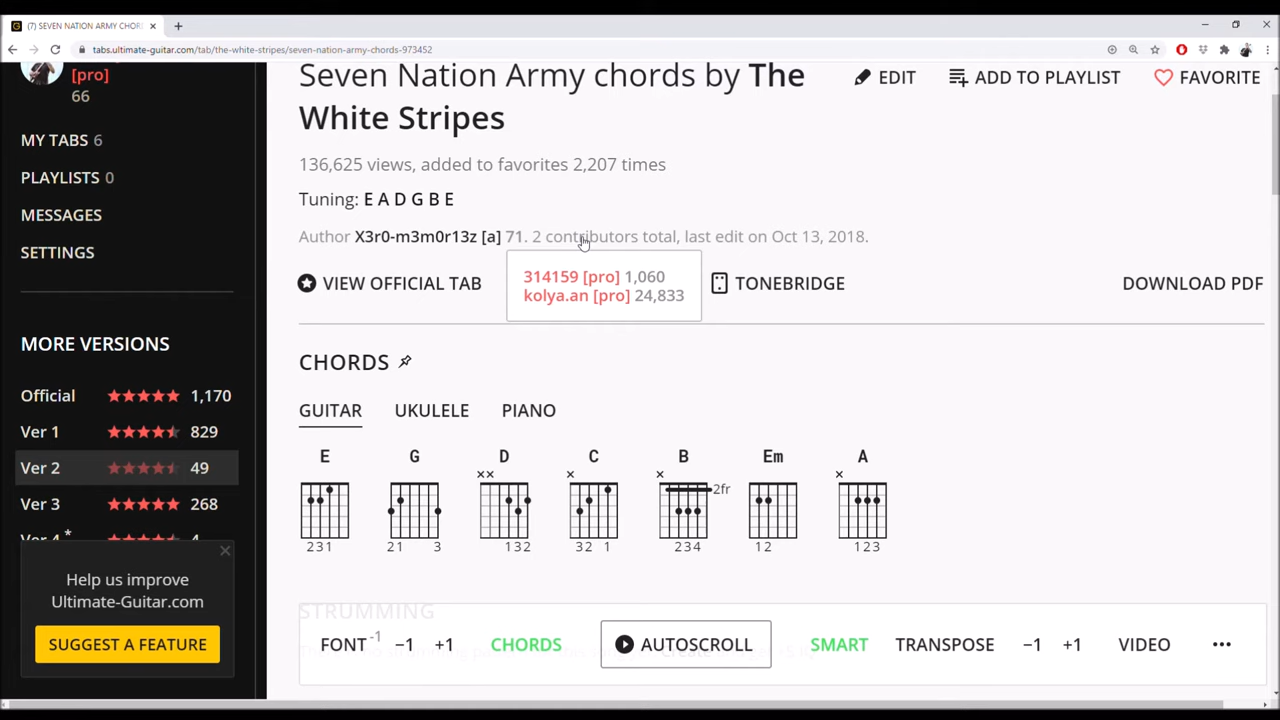 (7) SEVEN NATION ARMY CHOR
tabs.ultimate-guitar.com/tab/the-white-stripes/seven-nation-army-chords-973452
[pro]
66
MY TABS 6
PLAYLISTS 0
MESSAGES
SETTINGS
MORE VERSIONS
Official 1,170
Ver 1 829
Ver 2 49
Ver 3 268
Ver 4 * 4
Help us improve
Ultimate-Guitar.com
SUGGEST A FEATURE
Seven Nation Army chords by The
White Stripes
EDIT ADD TO PLAYLIST FAVORITE
136,625 views, added to favorites 2,207 times
Tuning: E A D G B E
Author X3r0-m3m0r13z [a] 71. 2 contributors total, last edit on Oct 13, 2018.
VIEW OFFICIAL TAB TONEBRIDGE DOWNLOAD PDF
314159 [pro] 1,060
kolya.an [pro] 24,833
CHORDS
GUITAR UKULELE PIANO
E G D C B Em A
x x x x x
2fr
231 21 3 132 32 1 234 12 123
STRUMMING
FONT -1 −1 +1 CHORDS AUTOSCROLL SMART TRANSPOSE −1 +1 VIDEO